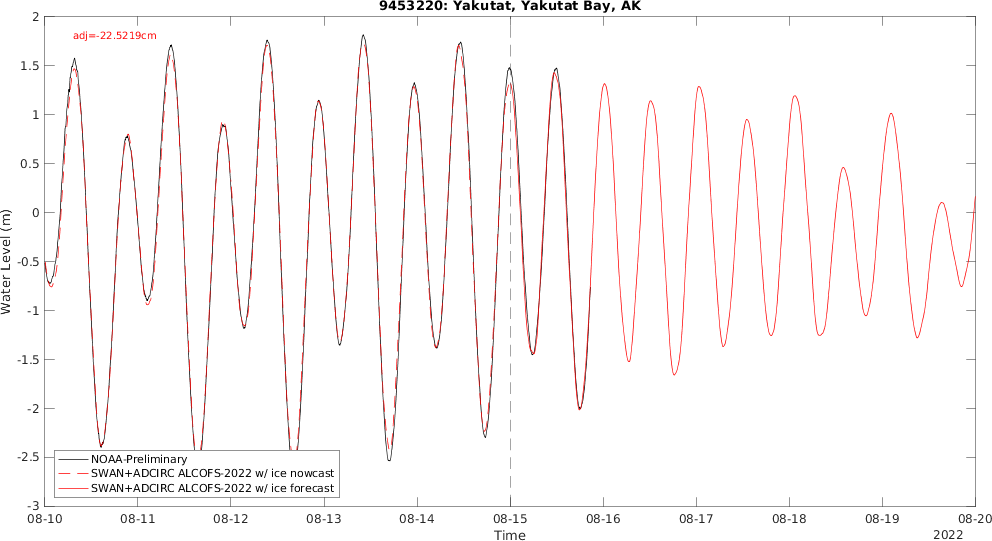 9453220: Yakutat, Yakutat Bay, AK
adj=-22.5219cm
2
1.5
1
0.5
0
-0.5
-1
-1.5
-2
-2.5
-3
Water Level (m)
NOAA-Preliminary
SWAN+ADCIRC ALCOFS-2022 w/ ice nowcast
SWAN+ADCIRC ALCOFS-2022 w/ ice forecast
08-10 08-11 08-12 08-13 08-14 08-15 08-16 08-17 08-18 08-19 08-20
Time
2022